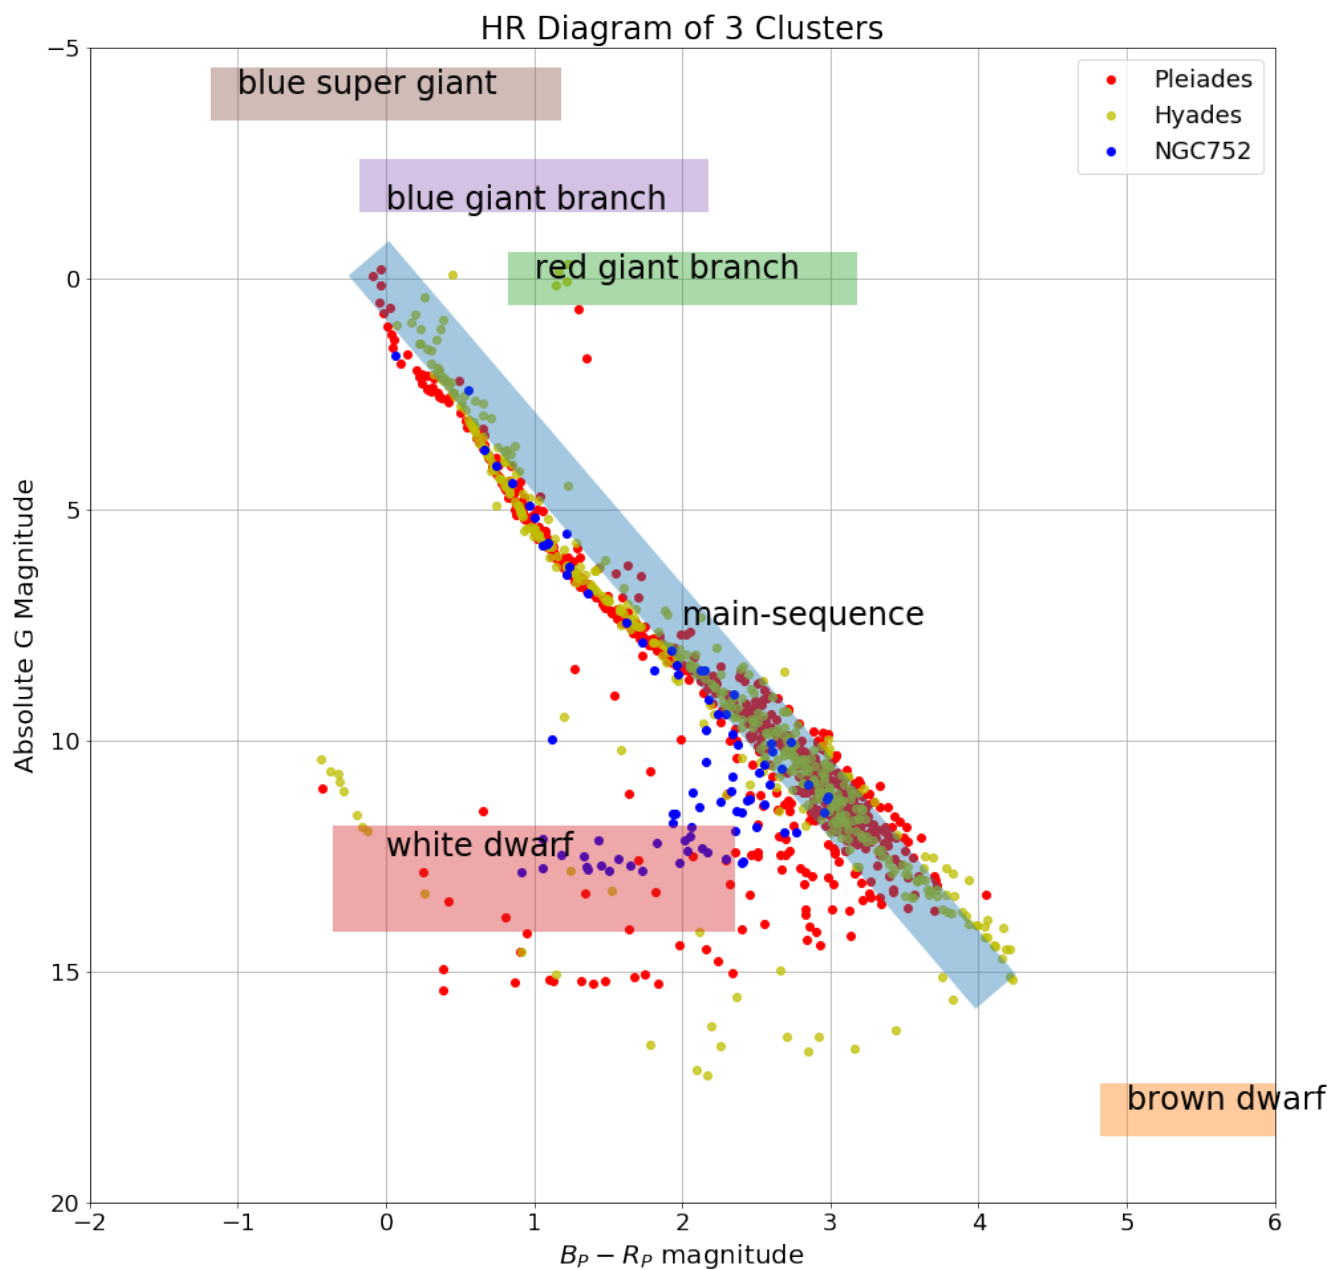 HR Diagram of 3 Clusters
−5
0
5
10
15
20
Absolute G Magnitude
blue super giant
blue giant branch
red giant branch
main-sequence
white dwarf
brown dwarf
Pleiades
Hyades
NGC752
−2 −1 0 1 2 3 4 5 6
B_P − R_P magnitude